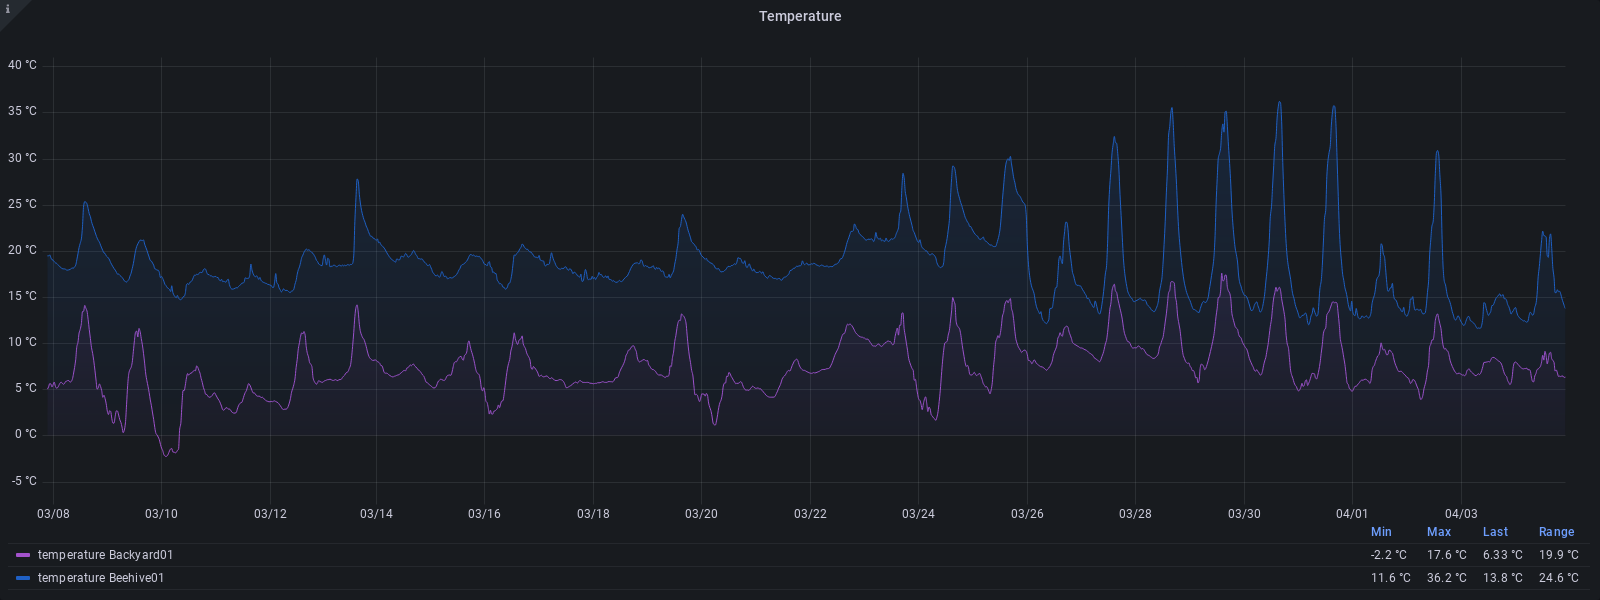 i
Temperature
40 °C
35 °C
30 °C
25 °C
20 °C
15 °C
10 °C
5 °C
0 °C
-5 °C
03/08 03/10 03/12 03/14 03/16 03/18 03/20 03/22 03/24 03/26 03/28 03/30 04/01 04/03
Min Max Last Range
temperature Backyard01 -2.2 °C 17.6 °C 6.33 °C 19.9 °C
temperature Beehive01 11.6 °C 36.2 °C 13.8 °C 24.6 °C